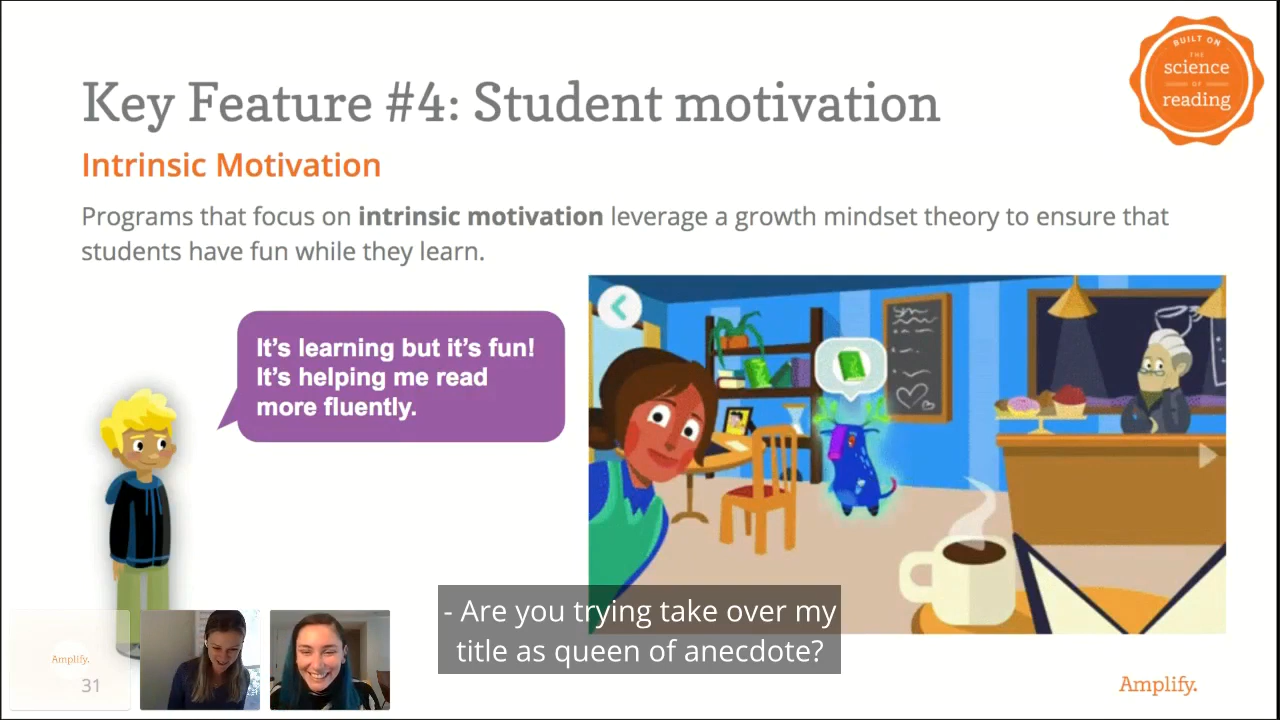 BUILT ON
THE
science
OF
reading
Key Feature #4: Student motivation
Intrinsic Motivation
Programs that focus on intrinsic motivation leverage a growth mindset theory to ensure that
students have fun while they learn.
It's learning but it's fun!
It's helping me read
more fluently.
- Are you trying take over my
title as queen of anecdote?
Amplify.
31
Amplify.